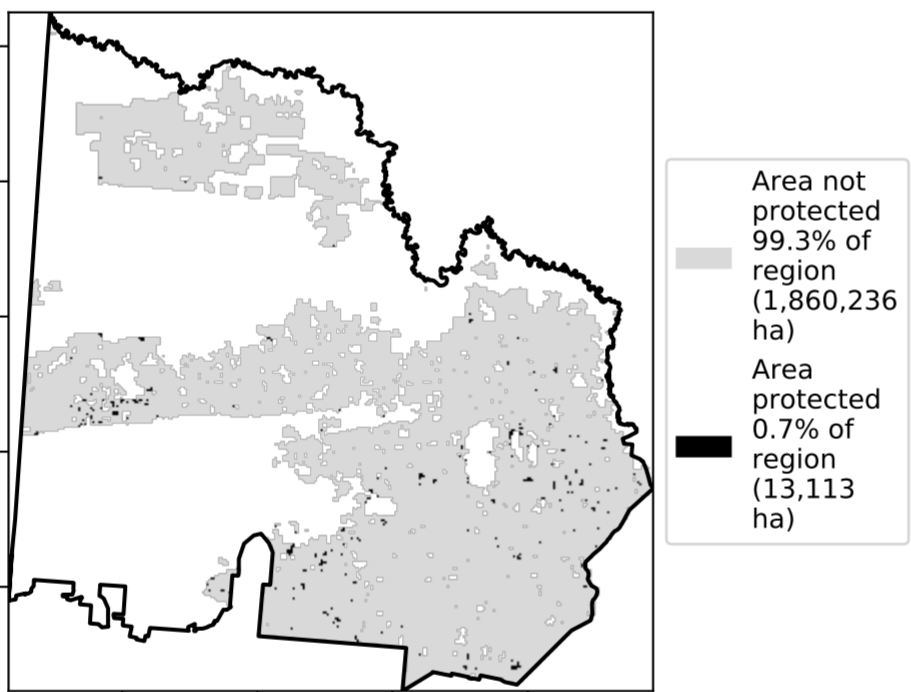 Area not
protected
99.3% of
region
(1,860,236
ha)
Area
protected
0.7% of
region
(13,113
ha)